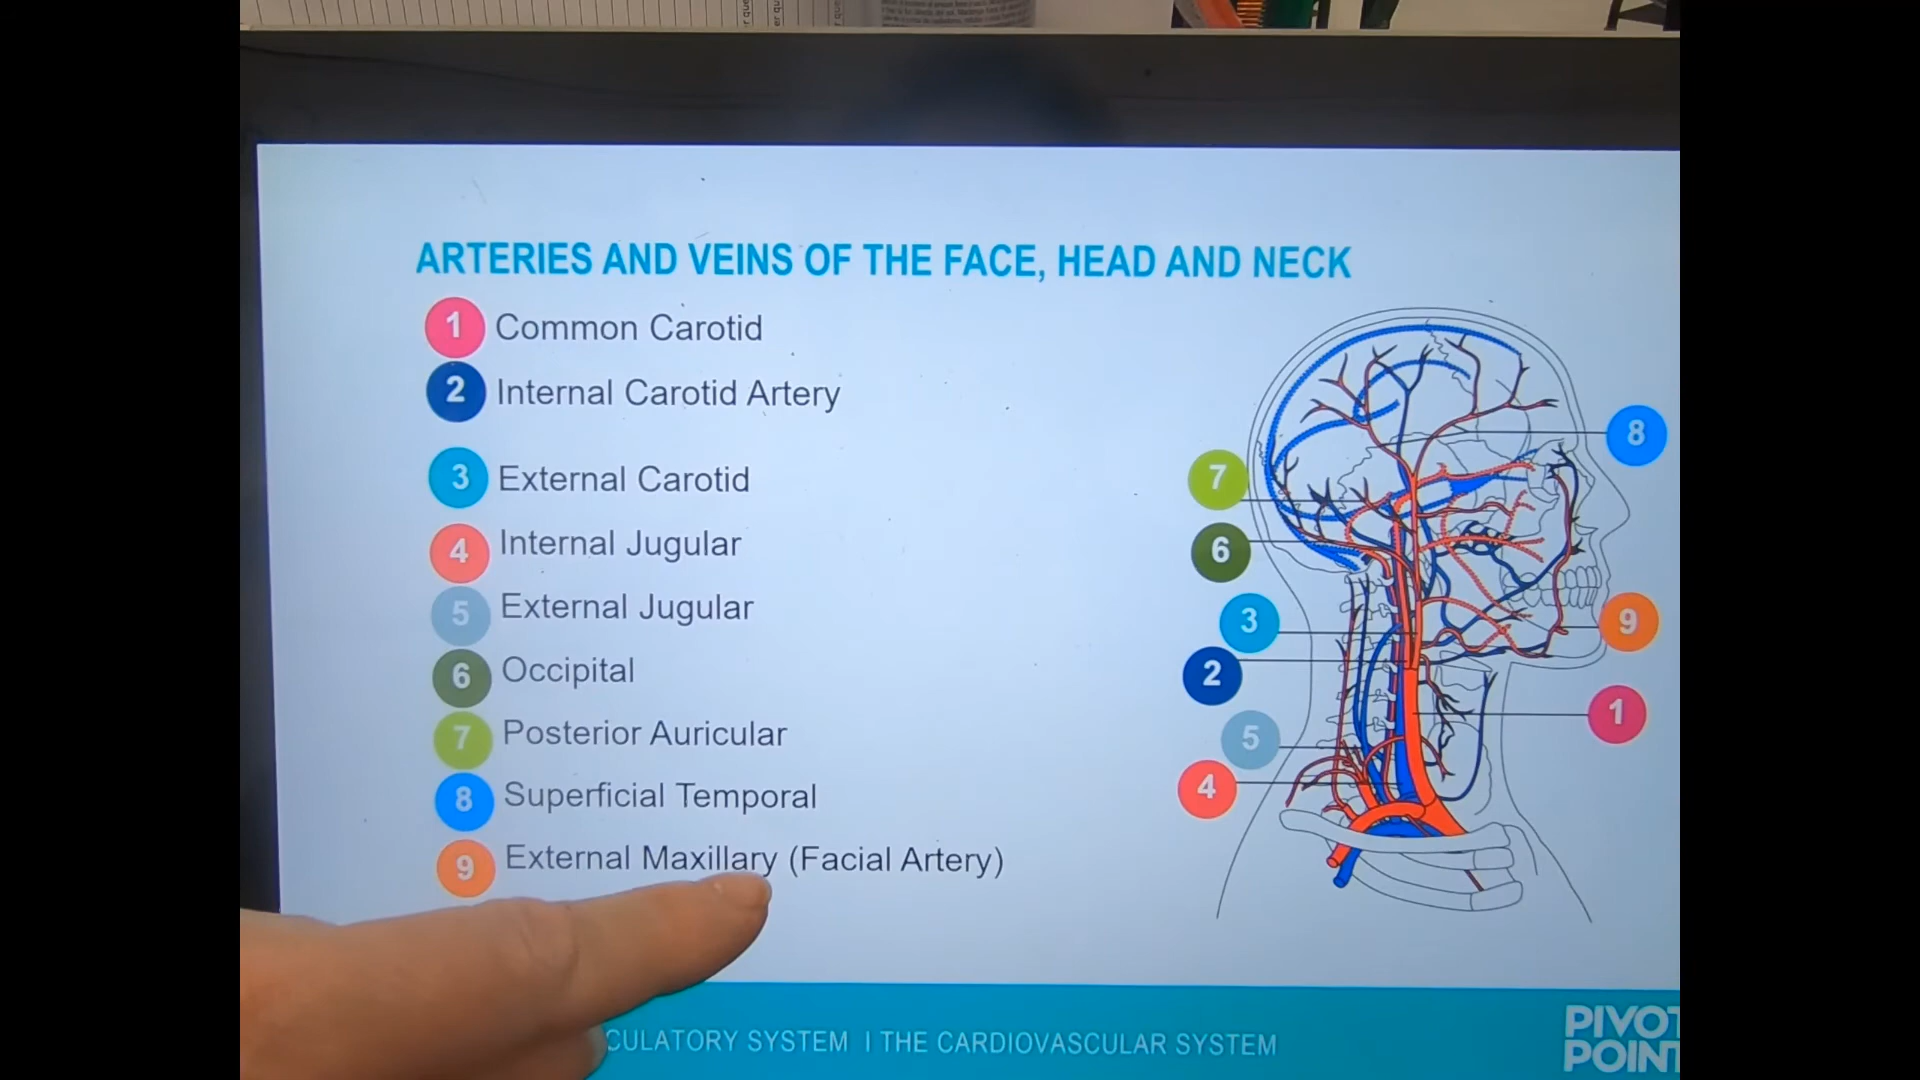 ARTERIES AND VEINS OF THE FACE, HEAD AND NECK
1 Common Carotid
2 Internal Carotid Artery
3 External Carotid
4 Internal Jugular
5 External Jugular
6 Occipital
7 Posterior Auricular
8 Superficial Temporal
9 External Maxillary (Facial Artery)
8
7
6
3
9
2
1
5
4
CULATORY SYSTEM | THE CARDIOVASCULAR SYSTEM
PIVOT
POINT